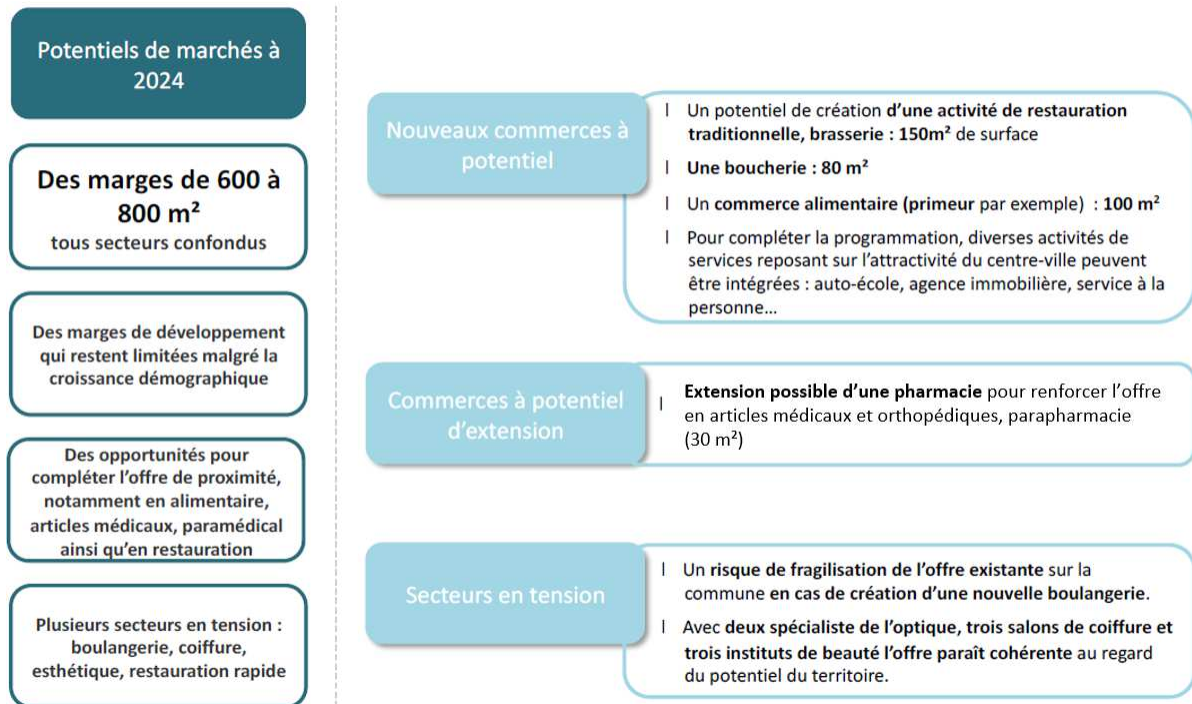 Potentiels de marchés à
2024
Des marges de 600 à
800 m²
tous secteurs confondus
Des marges de développement
qui restent limitées malgré la
croissance démographique
Des opportunités pour
compléter l'offre de proximité,
notamment en alimentaire,
articles médicaux, paramédical
ainsi qu'en restauration
Plusieurs secteurs en tension :
boulangerie, coiffure,
esthétique, restauration rapide
Nouveaux commerces à
potentiel
l Un potentiel de création d'une activité de restauration
traditionnelle, brasserie : 150m² de surface
l Une boucherie : 80 m²
l Un commerce alimentaire (primeur par exemple) : 100 m²
l Pour compléter la programmation, diverses activités de
services reposant sur l'attractivité du centre-ville peuvent
être intégrées : auto-école, agence immobilière, service à la
personne...
Commerces à potentiel
d'extension
l Extension possible d'une pharmacie pour renforcer l'offre
en articles médicaux et orthopédiques, parapharmacie
(30 m²)
Secteurs en tension
l Un risque de fragilisation de l'offre existante sur la
commune en cas de création d'une nouvelle boulangerie.
l Avec deux spécialiste de l'optique, trois salons de coiffure et
trois instituts de beauté l'offre paraît cohérente au regard
du potentiel du territoire.